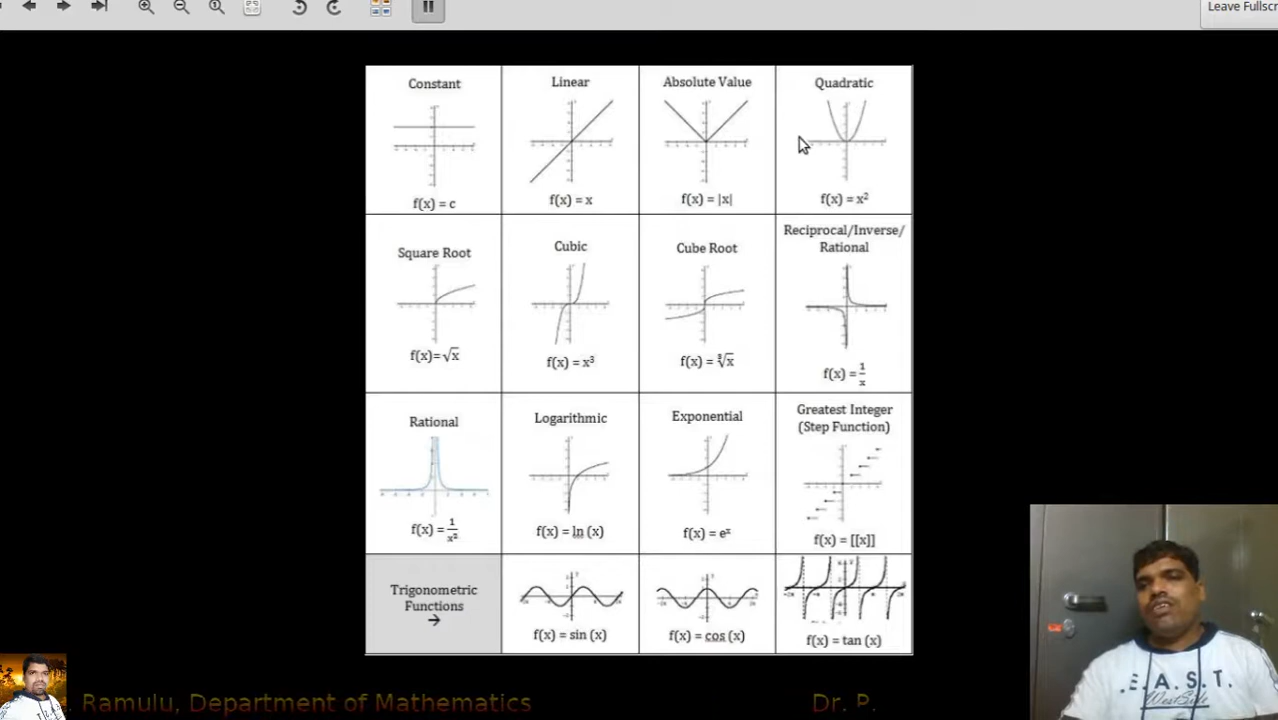 Leave Fullscr
Constant
Linear
Absolute Value
Quadratic
f(x) = c
f(x) = x
f(x) = |x|
f(x) = x²
Square Root
Cubic
Cube Root
Reciprocal/Inverse/
Rational
f(x)= √x
f(x) = x³
f(x) = ∛x
f(x) = 1/x
Rational
Logarithmic
Exponential
Greatest Integer
(Step Function)
f(x) = 1/x²
f(x) = ln (x)
f(x) = eˣ
f(x) = [[x]]
Trigonometric
Functions
→
f(x) = sin (x)
f(x) = cos (x)
f(x) = tan (x)
.E.A.S.T.
WestSide
. Ramulu, Department of Mathematics
Dr. P.